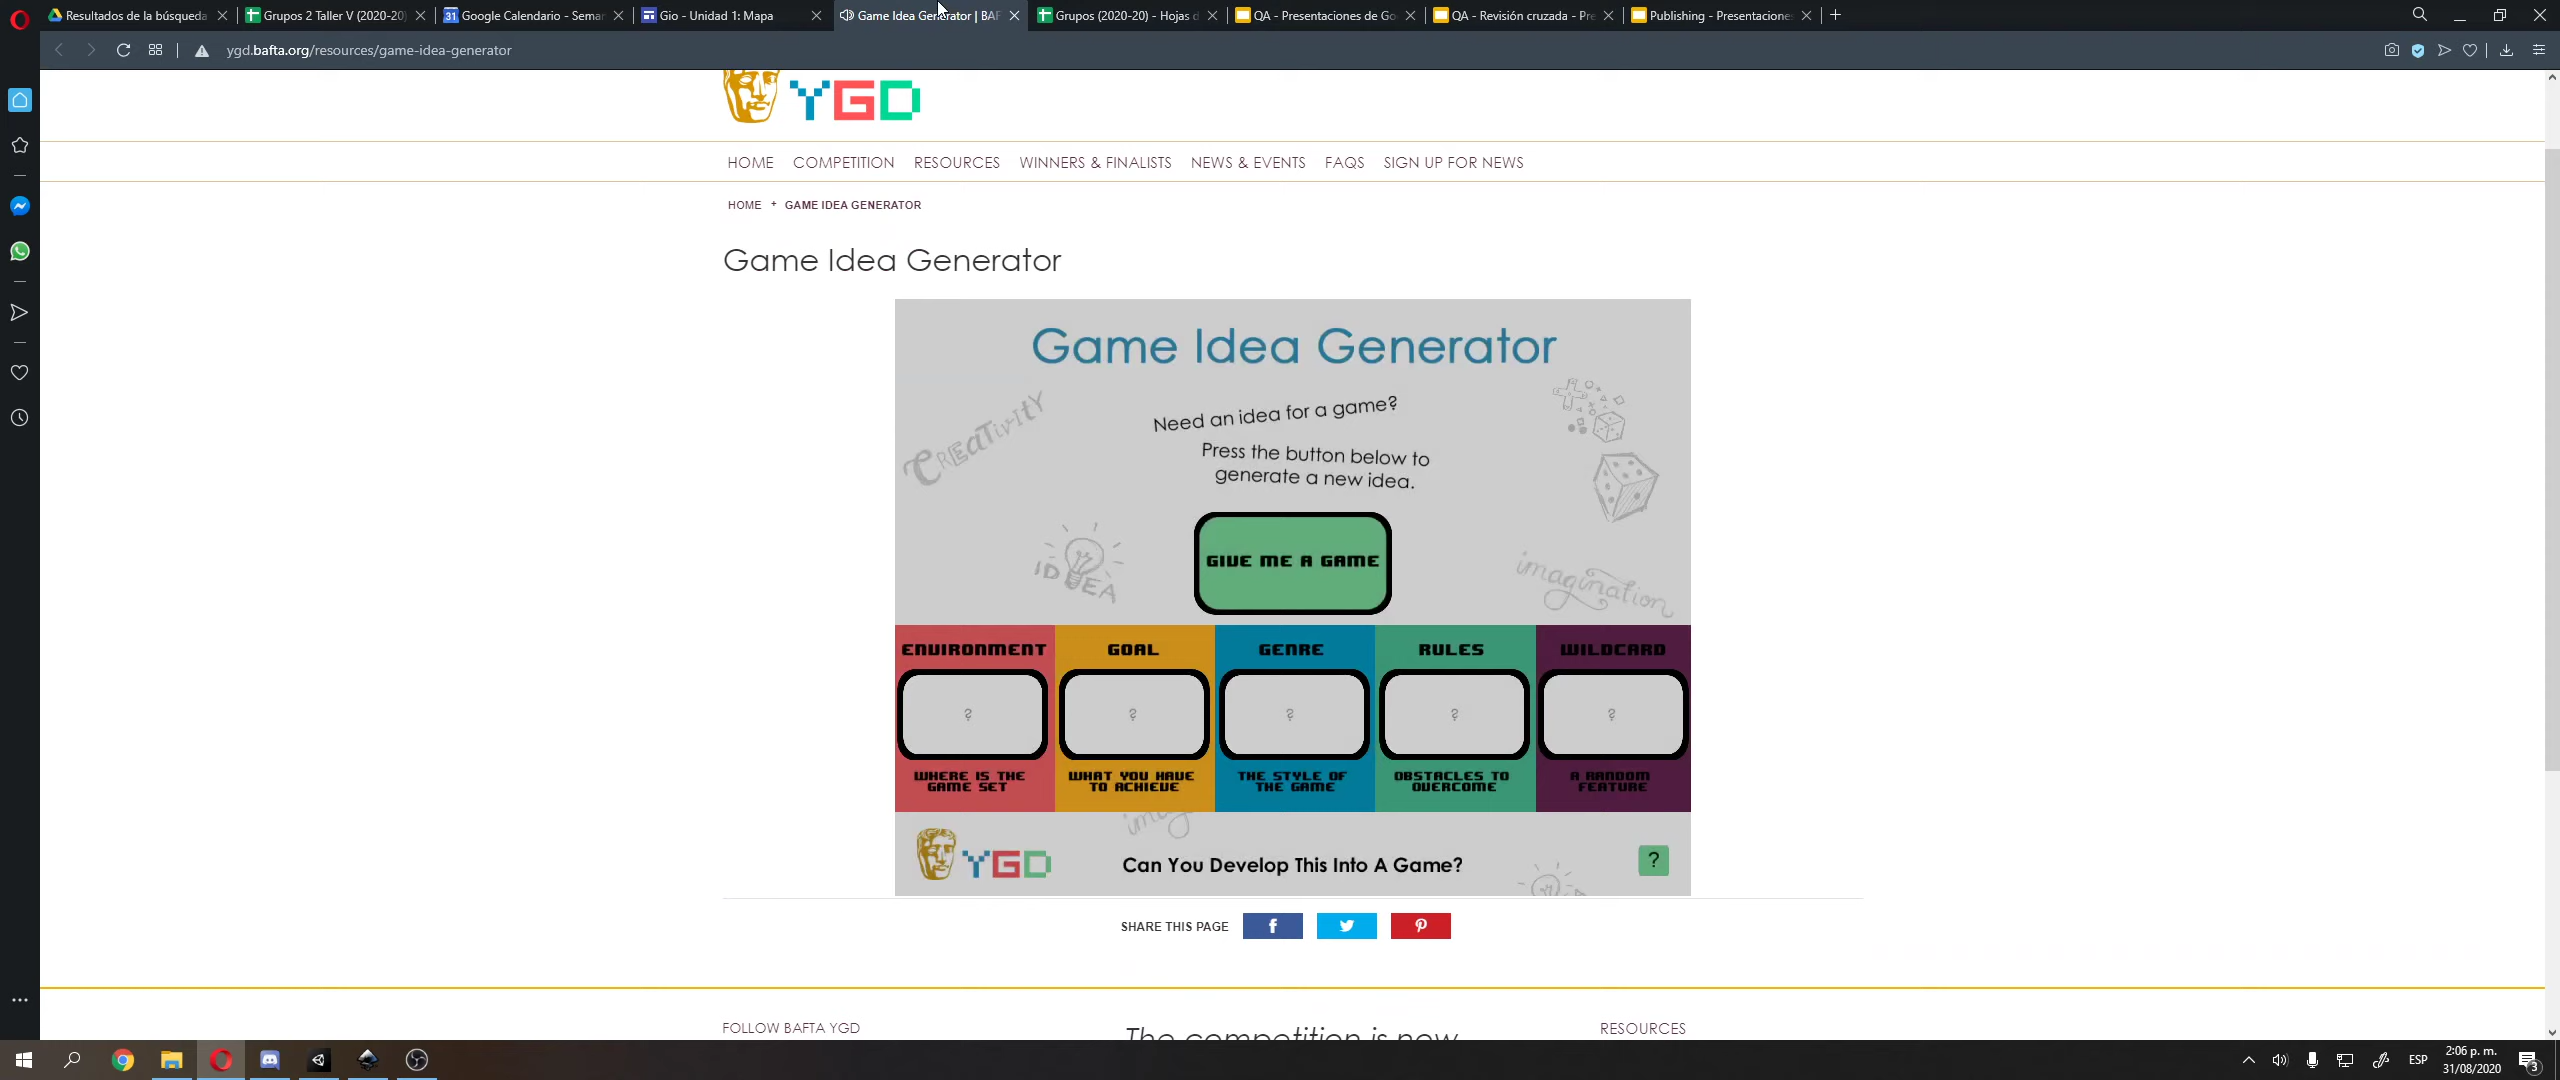 Resultados de la búsqueda
Grupos 2 Taller V (2020-20)
Google Calendario - Sema
Gio - Unidad 1: Mapa
Game Idea Generator | BAF
Grupos (2020-20) - Hojas d
QA - Presentaciones de Go
QA - Revisión cruzada - Pre
Publishing - Presentacione
ygd.bafta.org/resources/game-idea-generator
YGD
HOME COMPETITION RESOURCES WINNERS & FINALISTS NEWS & EVENTS FAQS SIGN UP FOR NEWS
HOME + GAME IDEA GENERATOR
Game Idea Generator
Game Idea Generator
CREATIVITY
Need an idea for a game?
Press the button below to
generate a new idea.
IDEA
GIVE ME A GAME
imagination
ENVIRONMENT GOAL GENRE RULES WILDCARD
? ? ? ? ?
WHERE IS THE
GAME SET
WHAT YOU HAVE
TO ACHIEVE
THE STYLE OF
THE GAME
OBSTACLES TO
OVERCOME
A RANDOM
FEATURE
YGD
Can You Develop This Into A Game?
?
SHARE THIS PAGE
FOLLOW BAFTA YGD
The competition is now
RESOURCES
ESP
2:06 p. m.
31/08/2020
3